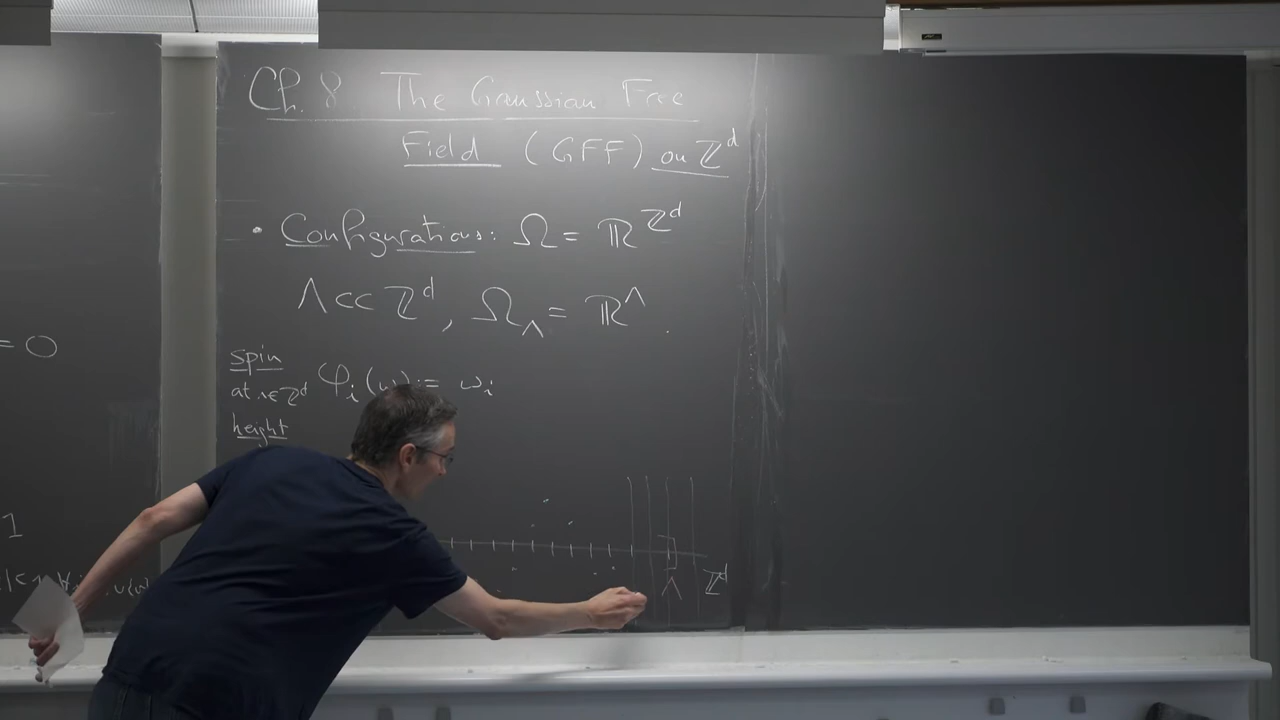 Ch. 8 The Gaussian Free
Field (GFF) on ℤ^d
• Configurations: Ω = ℝ^{ℤ^d}
Λ ⊂⊂ ℤ^d, Ω_Λ = ℝ^Λ.
spin
at i∈ℤ^d φ_i(ω) := ω_i
height
Λ ℤ^d
= 0
1